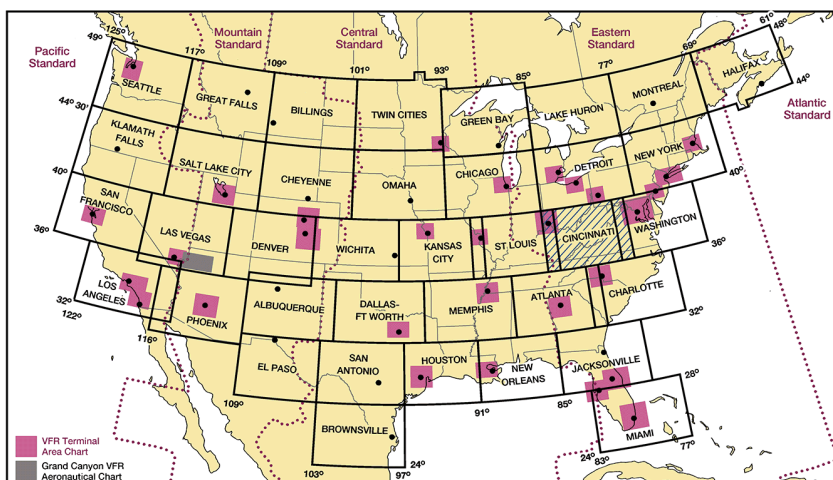 61°
48°
125°
49°
117°
Mountain
Standard
Central
Standard
Eastern
Standard
69°
Pacific
Standard
109°
101°
93°
85°
77°
HALIFAX
44°
SEATTLE
GREAT FALLS
BILLINGS
TWIN CITIES
GREEN BAY
LAKE HURON
MONTREAL
Atlantic
Standard
44° 30'
KLAMATH
FALLS
SALT LAKE CITY
CHEYENNE
OMAHA
CHICAGO
DETROIT
NEW YORK
40°
40°
SAN
FRANCISCO
LAS VEGAS
DENVER
WICHITA
KANSAS
CITY
ST LOUIS
CINCINNATI
WASHINGTON
36°
36°
LOS
ANGELES
PHOENIX
ALBUQUERQUE
DALLAS-
FT WORTH
MEMPHIS
ATLANTA
CHARLOTTE
32°
122°
32°
116°
EL PASO
SAN
ANTONIO
HOUSTON
NEW
ORLEANS
JACKSONVILLE
28°
109°
91°
85°
BROWNSVILLE
MIAMI
77°
24°
83°
103°
97°
24°
VFR Terminal
Area Chart
Grand Canyon VFR
Aeronautical Chart